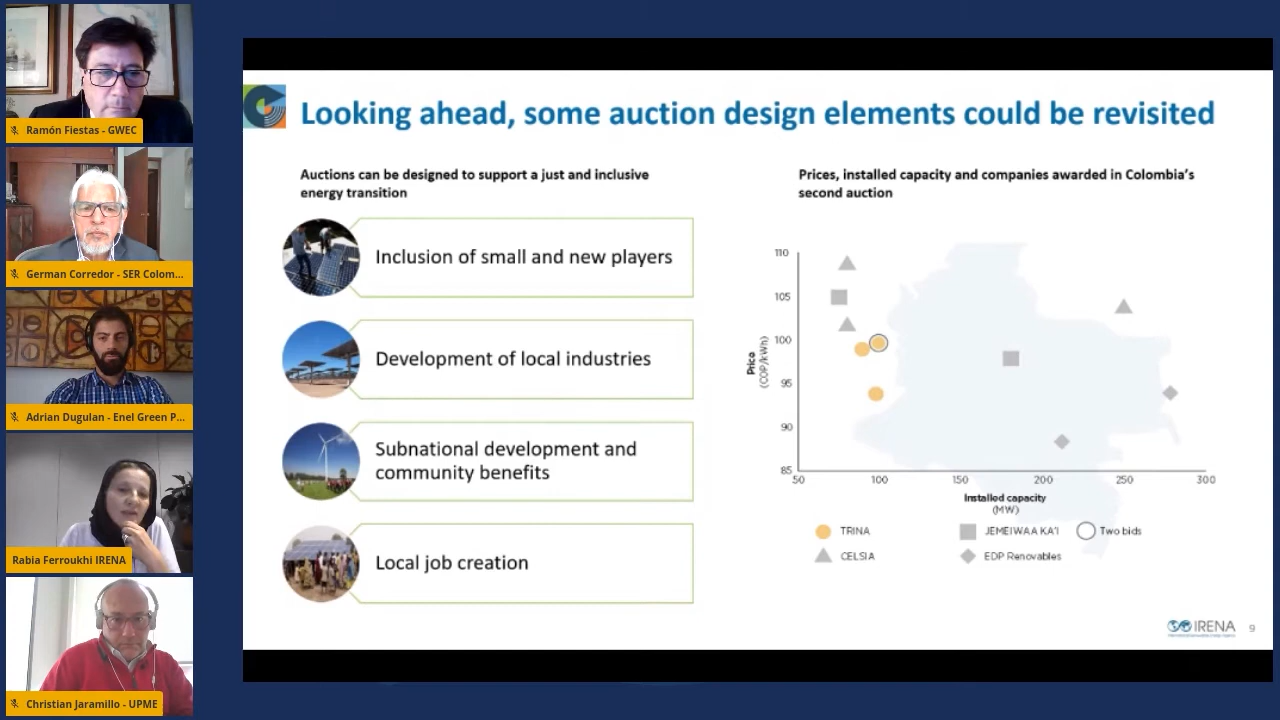 Ramón Fiestas - GWEC
German Corredor - SER Colom...
Adrian Dugulan - Enel Green P...
Rabia Ferroukhi IRENA
Christian Jaramillo - UPME
Looking ahead, some auction design elements could be revisited
Auctions can be designed to support a just and inclusive
energy transition
Inclusion of small and new players
Development of local industries
Subnational development and
community benefits
Local job creation
Prices, installed capacity and companies awarded in Colombia's
second auction
Price
(COP/kWh)
110
105
100
95
90
85
50 100 150 200 250 300
Installed capacity
(MW)
TRINA JEMEIWAA KA'I Two bids
CELSIA EDP Renovables
IRENA
9